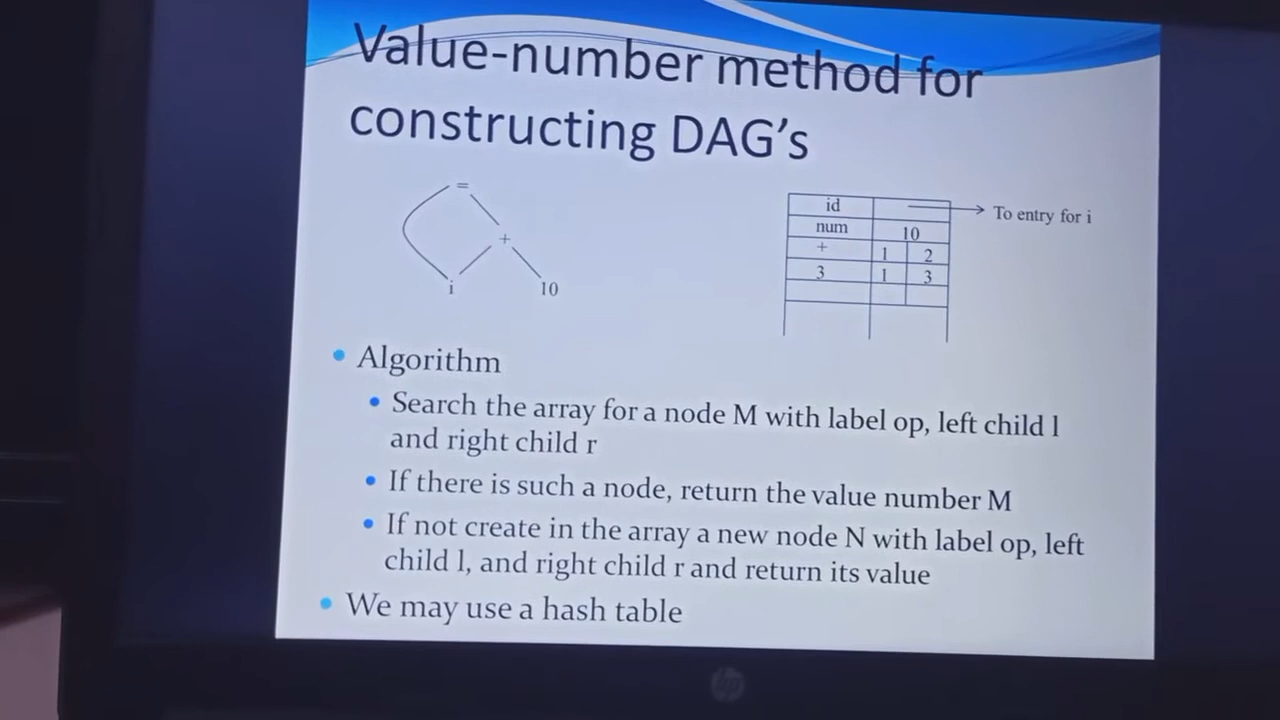 Value-number method for
constructing DAG's
=
+
i
10
id
To entry for i
num
10
+
1
2
3
1
3
Algorithm
Search the array for a node M with label op, left child l
and right child r
If there is such a node, return the value number M
If not create in the array a new node N with label op, left
child l, and right child r and return its value
We may use a hash table
hp